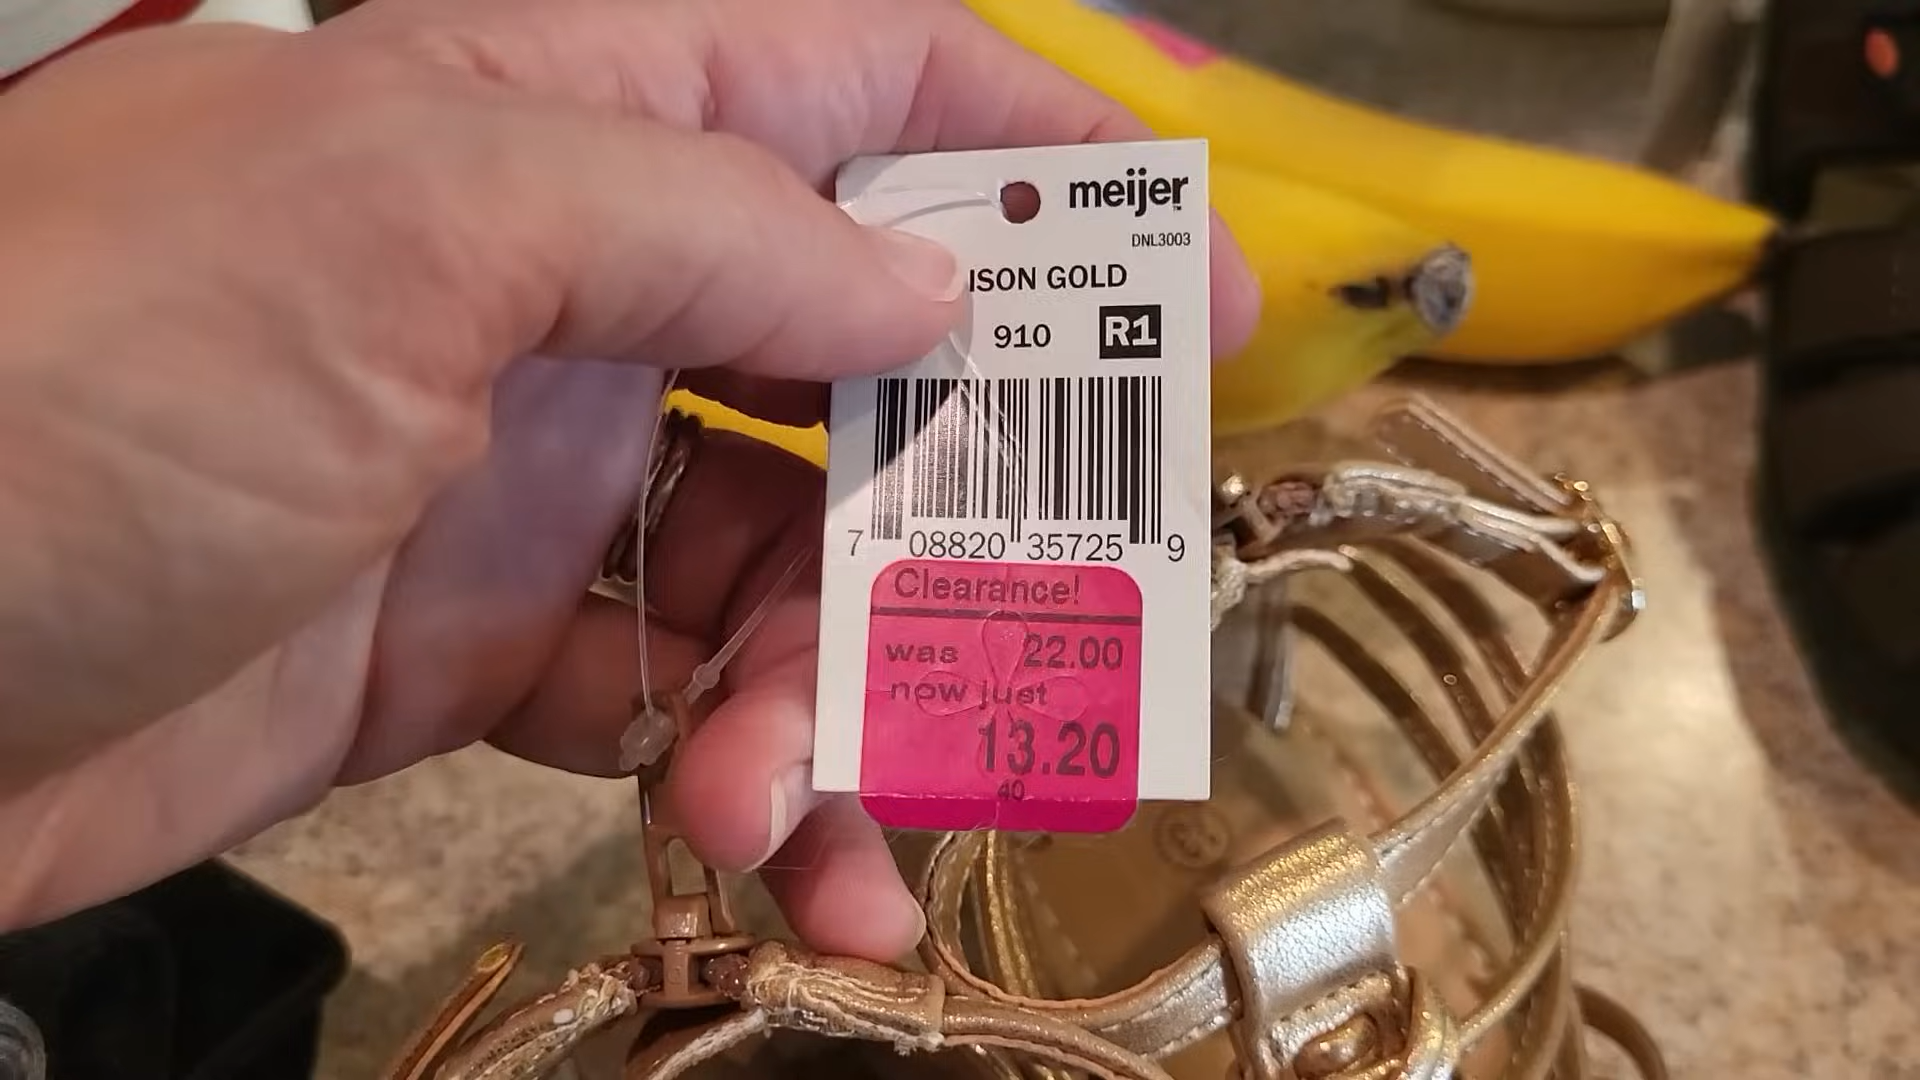 meijer
DNL3003
ISON GOLD
910 R1
7 08820 35725 9
Clearance!
was 22.00
now just
13.20
40